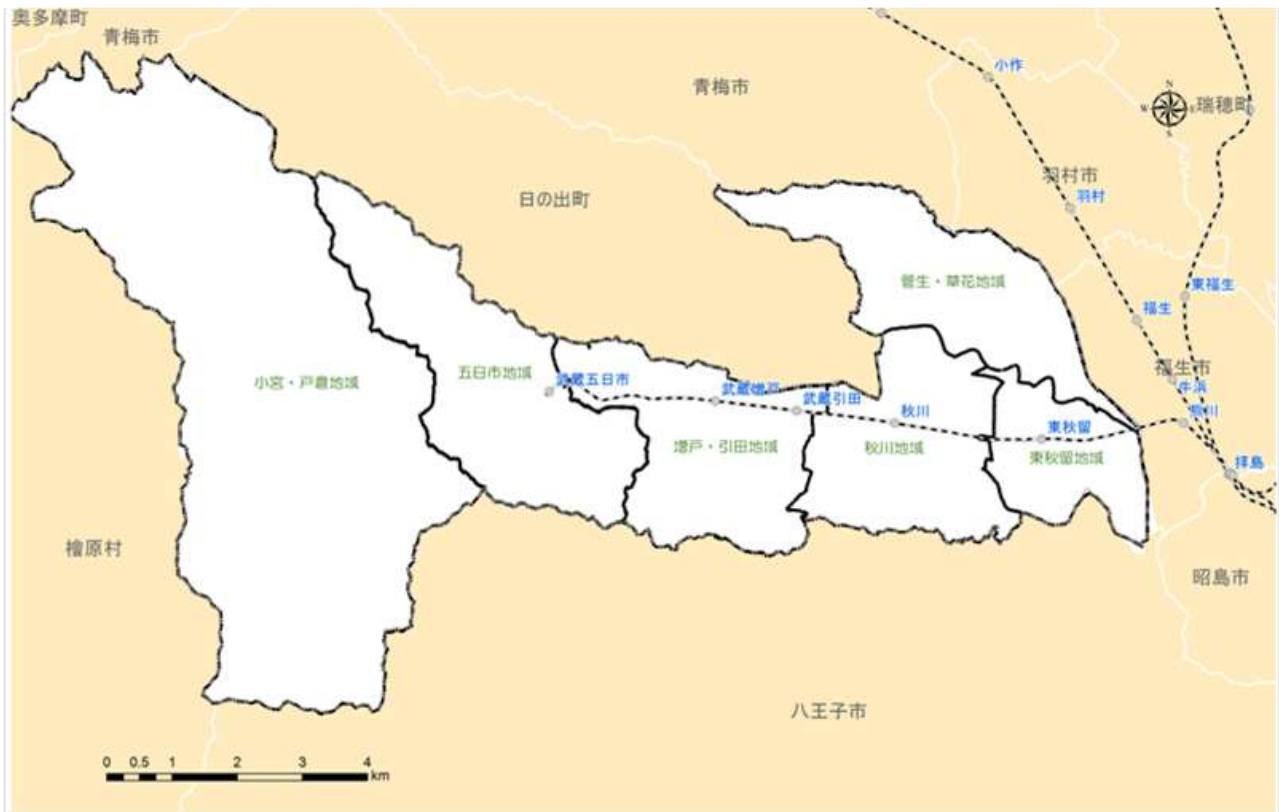 奥多摩町
青梅市
青梅市
小作
N
W
E
S
瑞穂町
羽村市
羽村
日の出町
菅生・草花地域
東福生
福生
福生市
牛浜
熊川
小宮・戸倉地域
五日市地域
武蔵五日市
武蔵増戸
武蔵引田
秋川
東秋留
増戸・引田地域
秋川地域
東秋留地域
拝島
檜原村
昭島市
八王子市
0 0.5 1 2 3 4
km